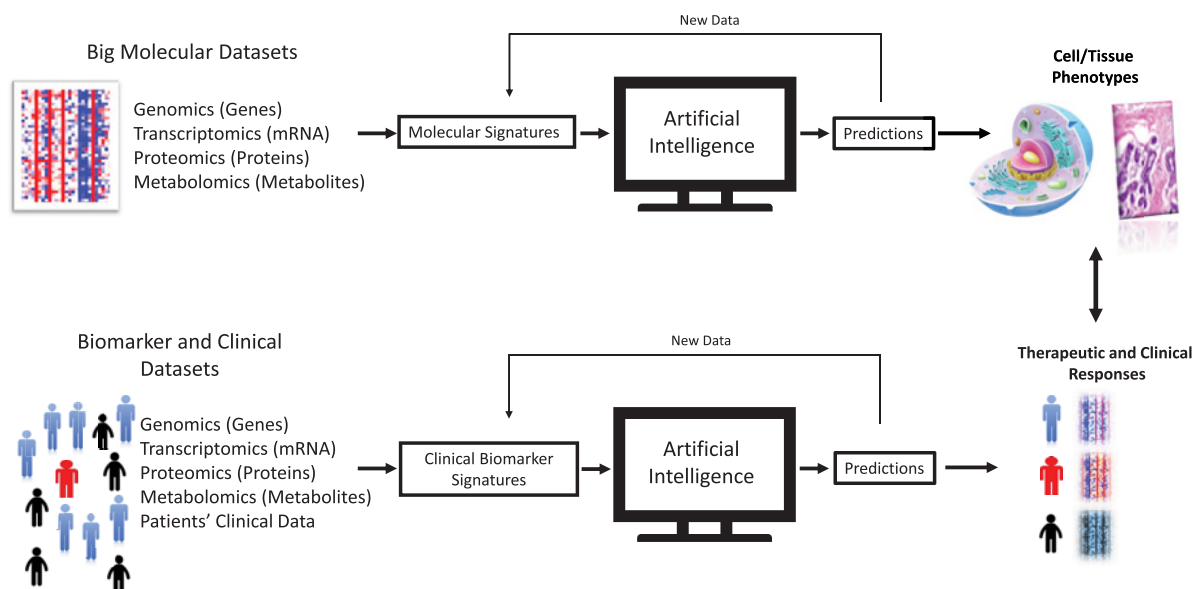 Big Molecular Datasets
Genomics (Genes)
Transcriptomics (mRNA)
Proteomics (Proteins)
Metabolomics (Metabolites)
New Data
Molecular Signatures
Artificial
Intelligence
Predictions
Cell/Tissue
Phenotypes
Biomarker and Clinical
Datasets
Genomics (Genes)
Transcriptomics (mRNA)
Proteomics (Proteins)
Metabolomics (Metabolites)
Patients’ Clinical Data
New Data
Clinical Biomarker
Signatures
Artificial
Intelligence
Predictions
Therapeutic and Clinical
Responses